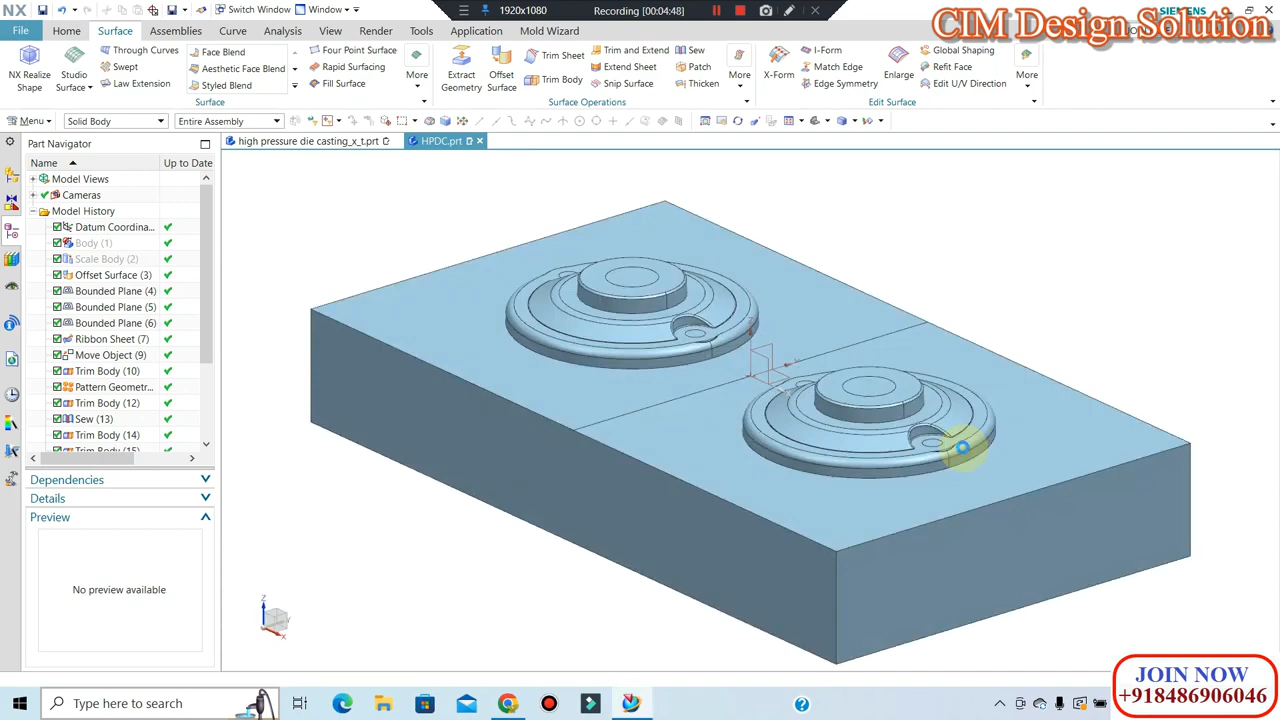 NX
Switch Window
Window
1920x1080
Recording [00:04:48]
SIEMENS
CIM Design Solution
File
Home
Surface
Assemblies
Curve
Analysis
View
Render
Tools
Application
Mold Wizard
NX Realize Shape
Studio Surface
Through Curves
Swept
Law Extension
Face Blend
Aesthetic Face Blend
Styled Blend
Four Point Surface
Rapid Surfacing
Fill Surface
More
Surface
Extract Geometry
Offset Surface
Trim Sheet
Trim Body
Trim and Extend
Extend Sheet
Snip Surface
Sew
Patch
Thicken
More
Surface Operations
X-Form
I-Form
Match Edge
Edge Symmetry
Enlarge
Global Shaping
Refit Face
Edit U/V Direction
More
Edit Surface
Menu
Solid Body
Entire Assembly
Part Navigator
high pressure die casting_x_t.prt
HPDC.prt
Name
Up to Date
Model Views
Cameras
Model History
Datum Coordina...
Body (1)
Scale Body (2)
Offset Surface (3)
Bounded Plane (4)
Bounded Plane (5)
Bounded Plane (6)
Ribbon Sheet (7)
Move Object (9)
Trim Body (10)
Pattern Geometr...
Trim Body (12)
Sew (13)
Trim Body (14)
Trim Body (15)
Dependencies
Details
Preview
No preview available
Z
X
JOIN NOW
+918486906046
Type here to search